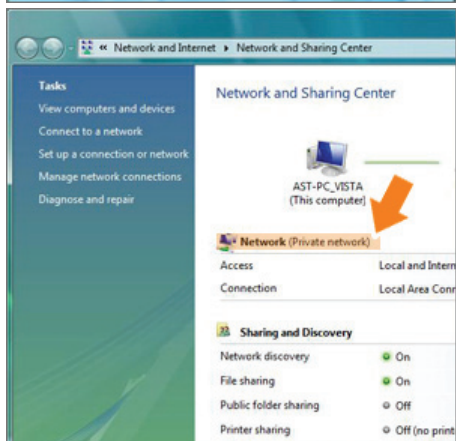 « Network and Internet ▸ Network and Sharing Center
Tasks
View computers and devices
Connect to a network
Set up a connection or network
Manage network connections
Diagnose and repair
Network and Sharing Center
AST-PC_VISTA
(This computer)
Network (Private network)
Access Local and Intern
Connection Local Area Conn
Sharing and Discovery
Network discovery On
File sharing On
Public folder sharing Off
Printer sharing Off (no print